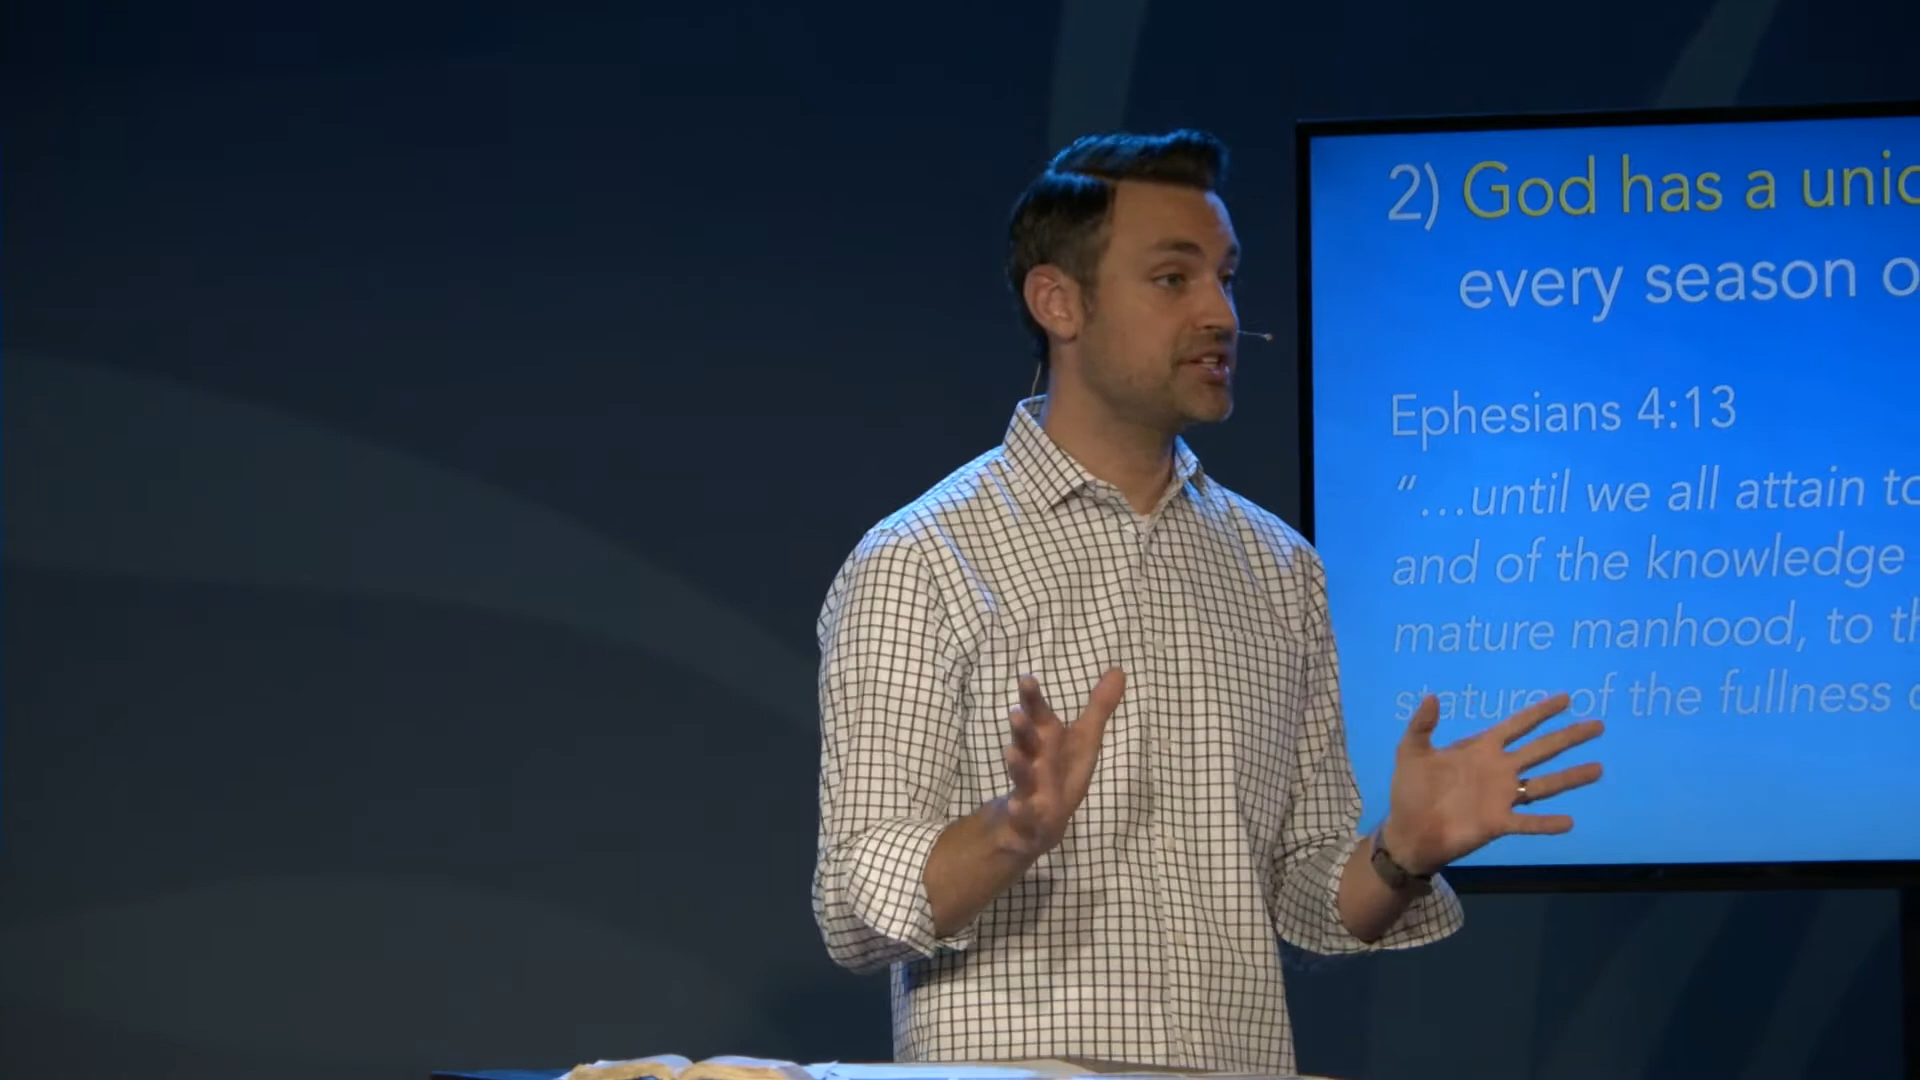 2) God has a uni
every season o
Ephesians 4:13
“…until we all attain to
and of the knowledge
mature manhood, to th
stature of the fullness